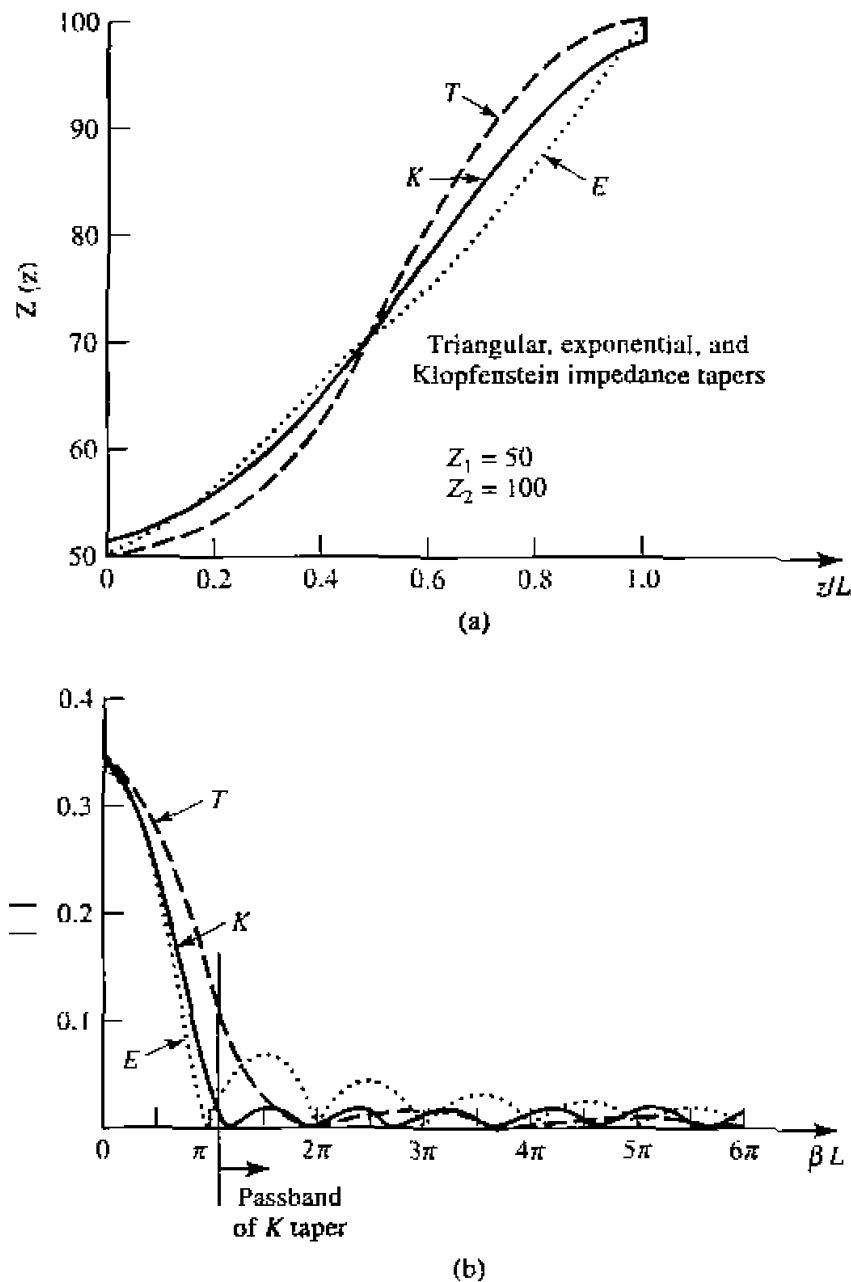 100
90
80
70
60
50
Z (z)
T
K
E
Triangular, exponential, and
Klopfenstein impedance tapers
Z₁ = 50
Z₂ = 100
0 0.2 0.4 0.6 0.8 1.0 z/L
(a)
0.4
0.3
0.2
0.1
| |
T
K
E
0 π 2π 3π 4π 5π 6π β L
Passband
of K taper
(b)